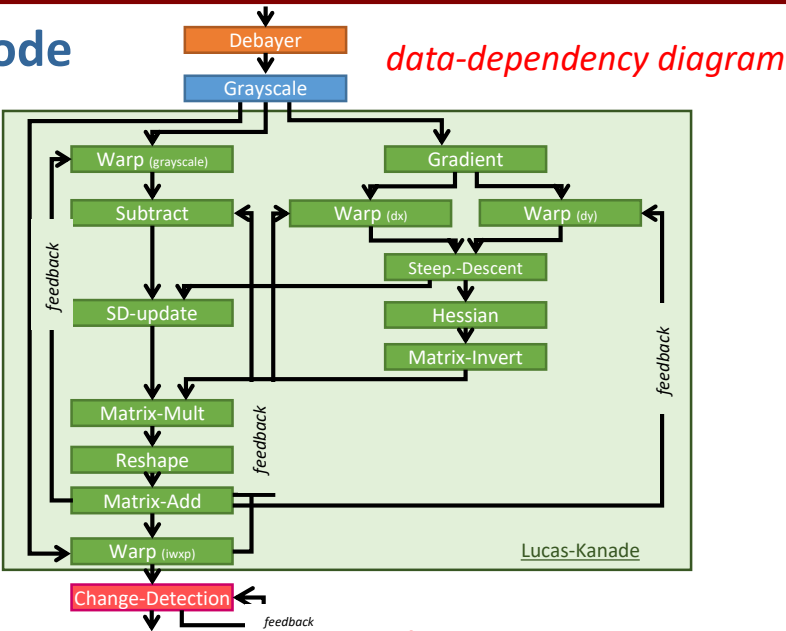 ode
data-dependency diagram
Debayer
Grayscale
Warp (grayscale)
Gradient
Subtract
Warp (dx)
Warp (dy)
feedback
Steep.-Descent
SD-update
Hessian
Matrix-Invert
feedback
Matrix-Mult
feedback
Reshape
Matrix-Add
Warp (iwxp)
Lucas-Kanade
Change-Detection
feedback